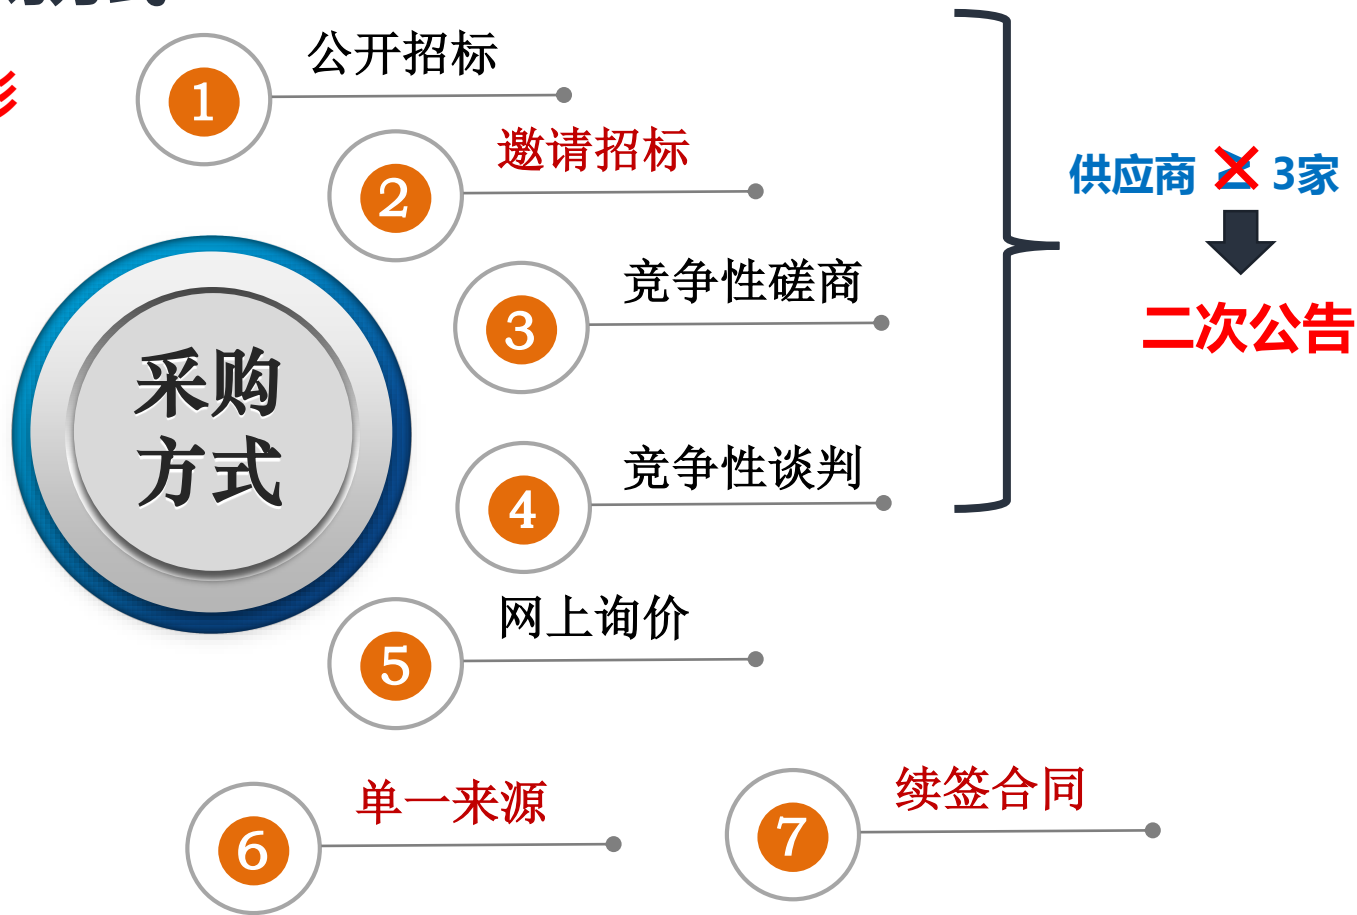 1
公开招标
2
邀请招标
供应商 ≥ 3家
3
竞争性磋商
二次公告
采购
方式
4
竞争性谈判
5
网上询价
6
单一来源
7
续签合同